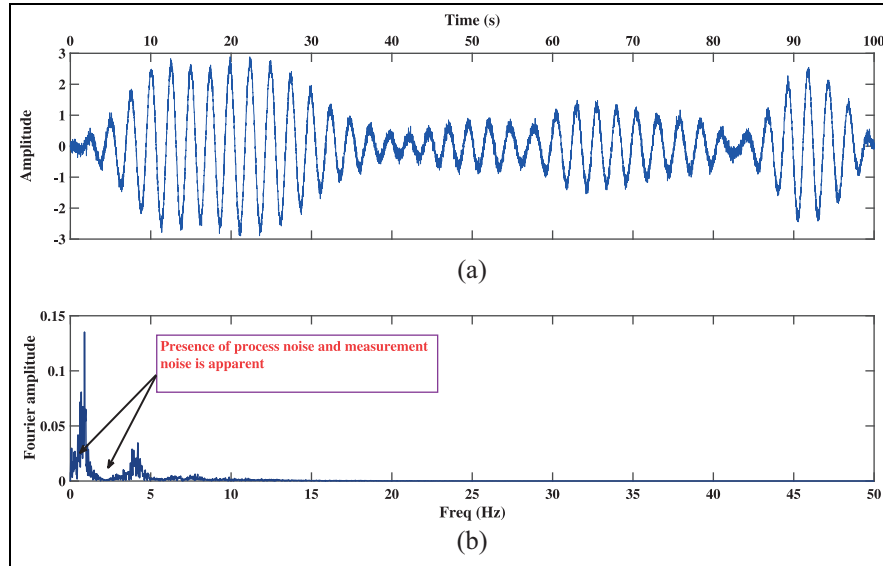 Time (s)
0 10 20 30 40 50 60 70 80 90 100
3
2
1
0
-1
-2
-3
Amplitude
(a)
0.15
0.1
0.05
0
Fourier amplitude
Presence of process noise and measurement
noise is apparent
0 5 10 15 20 25 30 35 40 45 50
Freq (Hz)
(b)